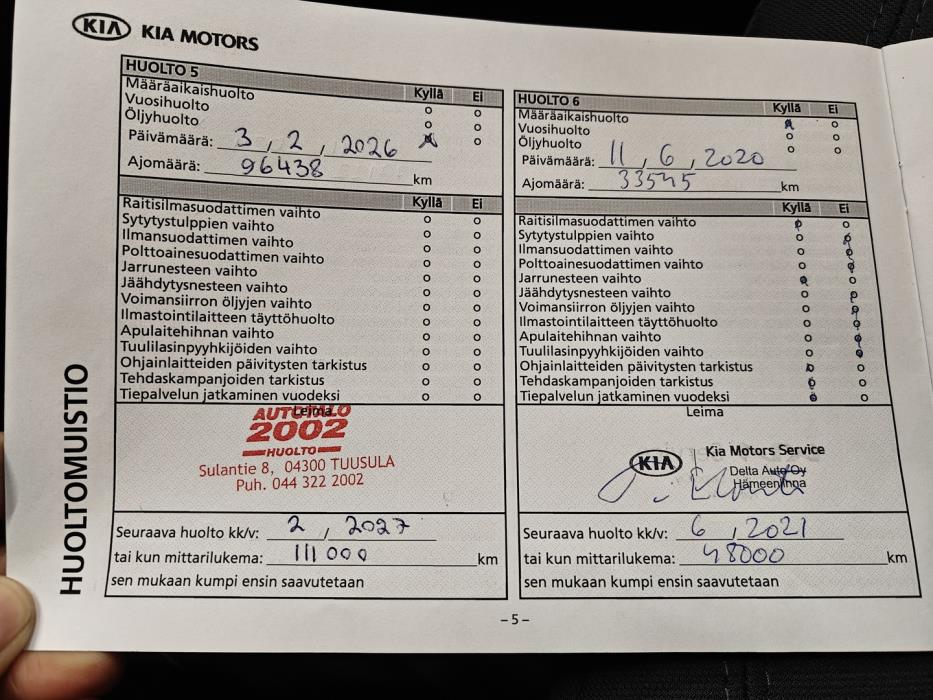 KIA KIA MOTORS
HUOLTOMUISTIO
HUOLTO 5
Kyllä Ei
Määräaikaishuolto
Vuosihuolto
Öljyhuolto
Päivämäärä: 3 , 2 , 2026
Ajomäärä: 96438 km
Kyllä Ei
Raitisilmasuodattimen vaihto
Sytytystulppien vaihto
Ilmansuodattimen vaihto
Polttoainesuodattimen vaihto
Jarrunesteen vaihto
Jäähdytysnesteen vaihto
Voimansiirron öljyjen vaihto
Ilmastointilaitteen täyttöhuolto
Apulaitehihnan vaihto
Tuulilasinpyyhkijöiden vaihto
Ohjainlaitteiden päivitysten tarkistus
Tehdaskampanjoiden tarkistus
Tiepalvelun jatkaminen vuodeksi
Leima
AUTOTALO
2002
HUOLTO
Sulantie 8, 04300 TUUSULA
Puh. 044 322 2002
Seuraava huolto kk/v: 2 , 2027
tai kun mittarilukema: 111 000 km
sen mukaan kumpi ensin saavutetaan
HUOLTO 6
Kyllä Ei
Määräaikaishuolto
Vuosihuolto
Öljyhuolto
Päivämäärä: 11 , 6 , 2020
Ajomäärä: 33545 km
Kyllä Ei
Raitisilmasuodattimen vaihto
Sytytystulppien vaihto
Ilmansuodattimen vaihto
Polttoainesuodattimen vaihto
Jarrunesteen vaihto
Jäähdytysnesteen vaihto
Voimansiirron öljyjen vaihto
Ilmastointilaitteen täyttöhuolto
Apulaitehihnan vaihto
Tuulilasinpyyhkijöiden vaihto
Ohjainlaitteiden päivitysten tarkistus
Tehdaskampanjoiden tarkistus
Tiepalvelun jatkaminen vuodeksi
Leima
KIA Kia Motors Service
Delta Auto Oy
Hämeenlinna
Seuraava huolto kk/v: 6 , 2021
tai kun mittarilukema: 48000 km
sen mukaan kumpi ensin saavutetaan
- 5 -